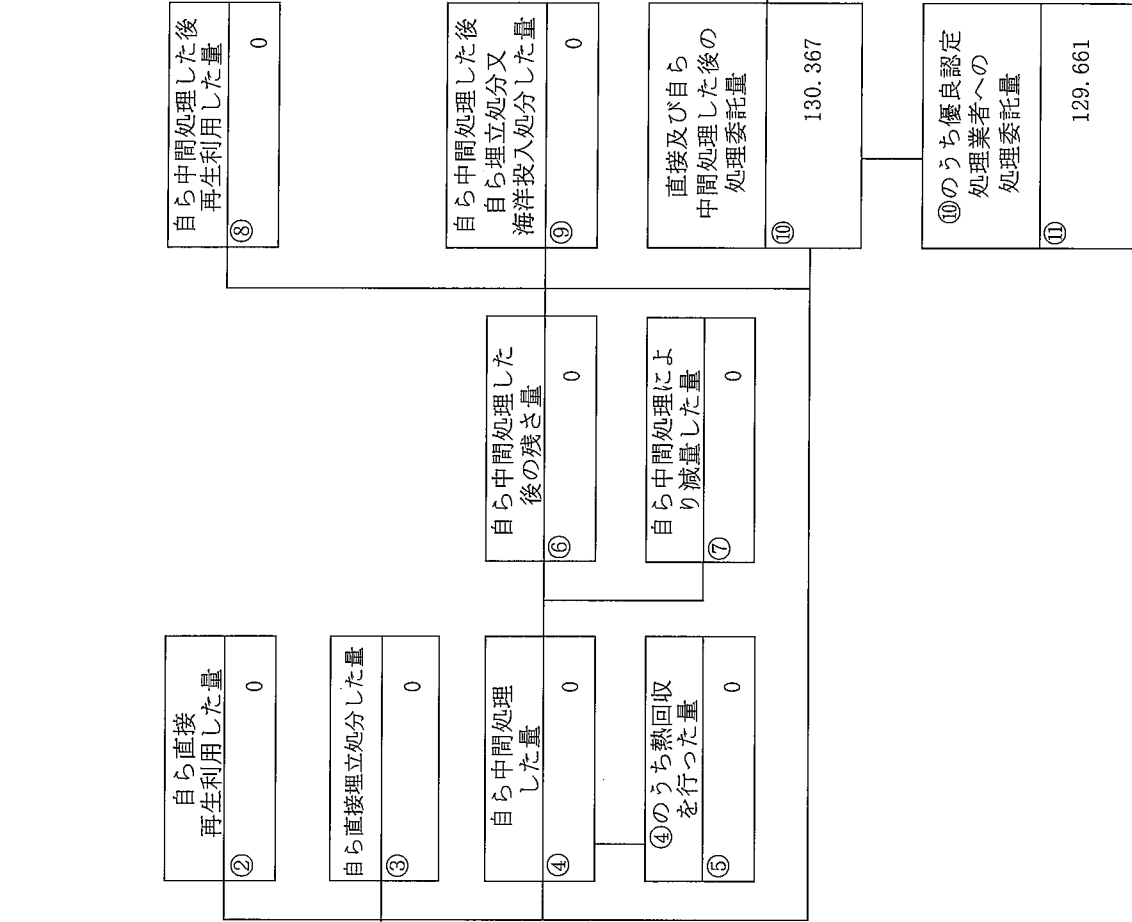 自ら直接
再生利用した量
② 0
自ら直接埋立処分した量
③ 0
自ら中間処理
した量
④ 0
④のうち熱回収
を行った量
⑤ 0
自ら中間処理した
後の残さ量
⑥ 0
自ら中間処理によ
り減量した量
⑦ 0
自ら中間処理した後
再生利用した量
⑧ 0
自ら中間処理した後
自ら埋立処分又
海洋投入処分した量
⑨ 0
直接及び自ら
中間処理した後の
処理委託量
⑩ 130.367
⑩のうち優良認定
処理業者への
処理委託量
⑪ 129.661